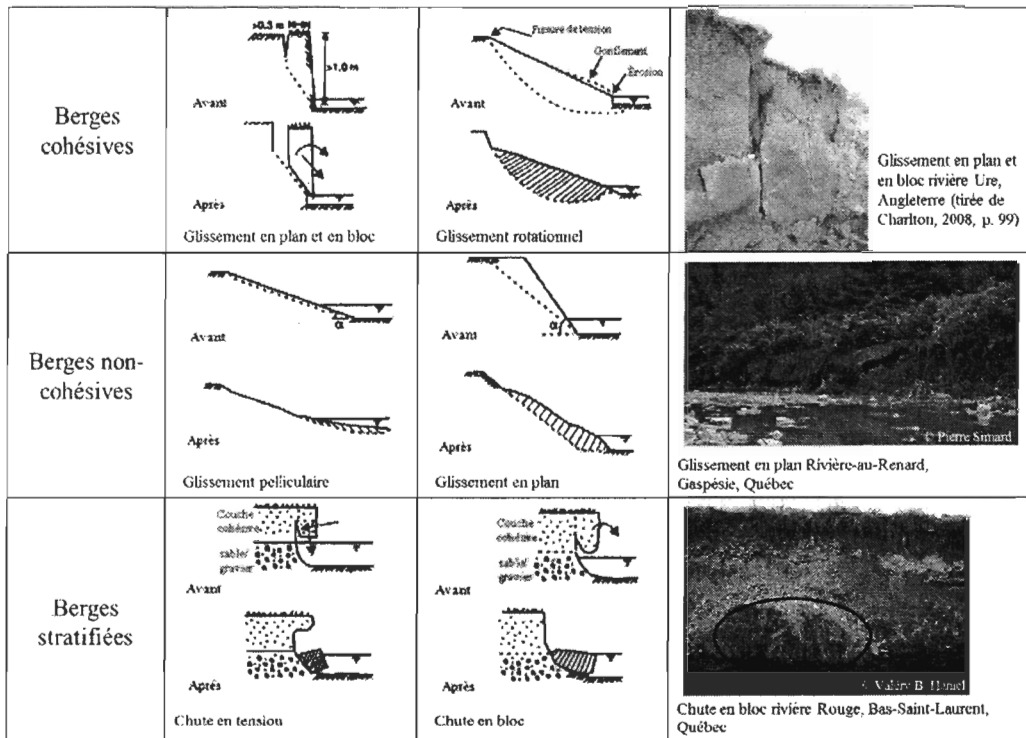 Berges
cohésives
>0.3 m
>1.0 m
Avant
Après
Glissement en plan et en bloc
Fissure de tension
Gonflement
Érosion
Avant
Après
Glissement rotationnel
Glissement en plan et
en bloc rivière Ure,
Angleterre (tirée de
Charlton, 2008, p. 99)
Berges non-
cohésives
α
Avant
Après
Glissement pelliculaire
α
Avant
Après
Glissement en plan
© Pierre Simard
Glissement en plan Rivière-au-Renard,
Gaspésie, Québec
Berges
stratifiées
Couche
cohésive
sable/
gravier
Avant
Après
Chute en tension
Couche
cohésive
sable/
gravier
Avant
Après
Chute en bloc
© Valéry B. Hamel
Chute en bloc rivière Rouge, Bas-Saint-Laurent,
Québec